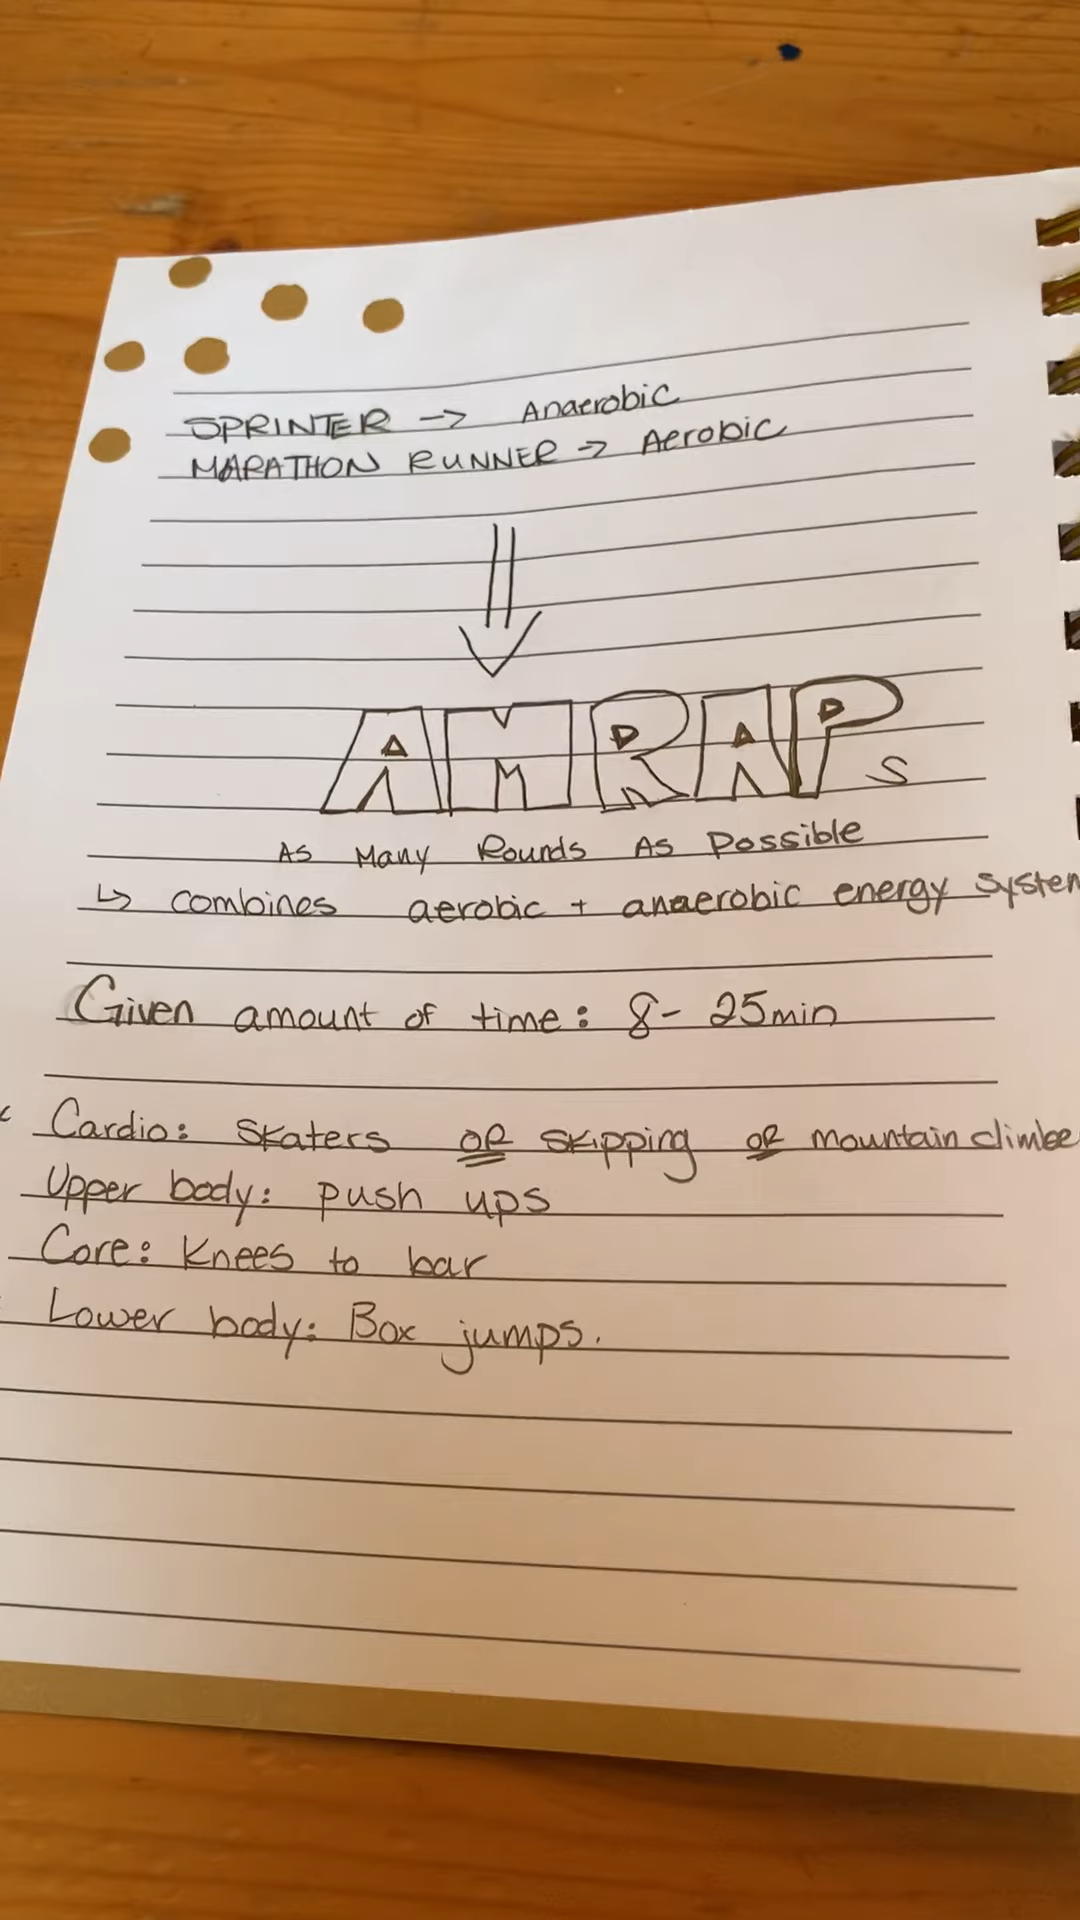 SPRINTER → Anaerobic
MARATHON RUNNER → Aerobic
AMRAPs
As Many Rounds As Possible
↳ combines aerobic + anaerobic energy system
Given amount of time: 8- 25min
Cardio: Skaters OR skipping OR mountain climbe
Upper body: push ups
Core: Knees to bar
Lower body: Box jumps.